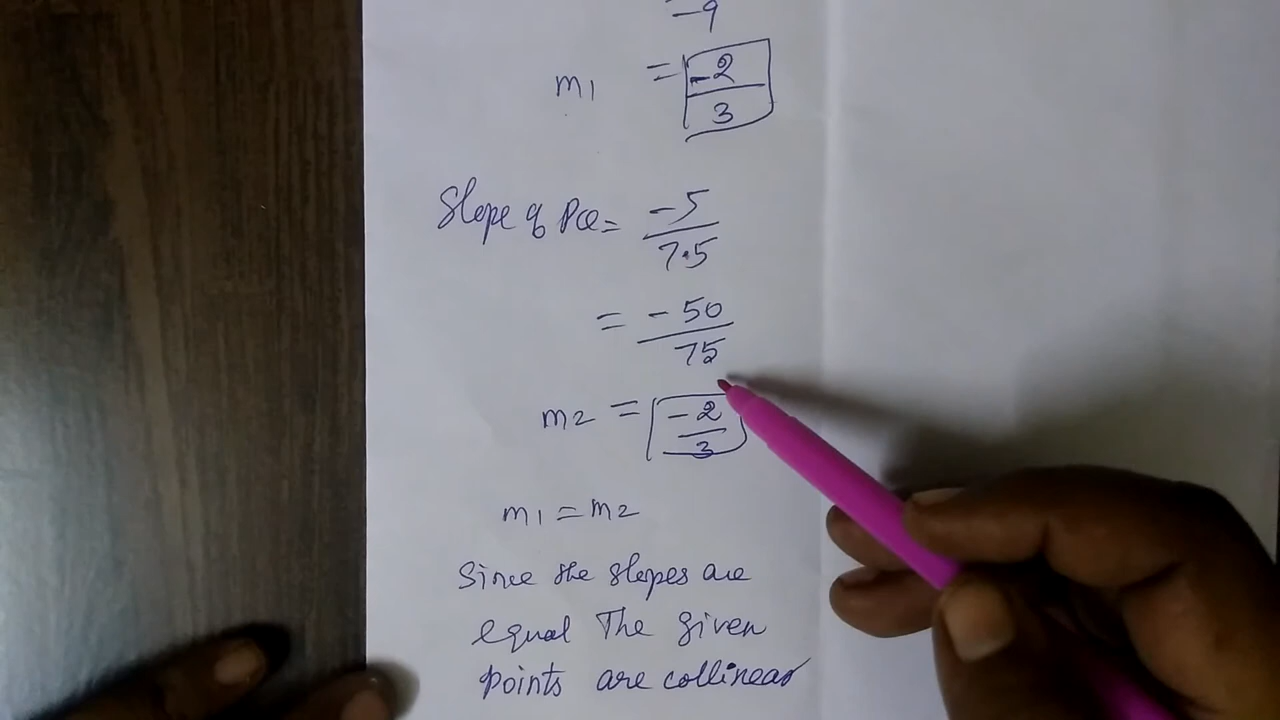 -9
m1 = -2/3
Slope of PQ = -5/7.5
= -50/75
m2 = -2/3
m1 = m2
Since the slopes are
equal The given
points are collinear